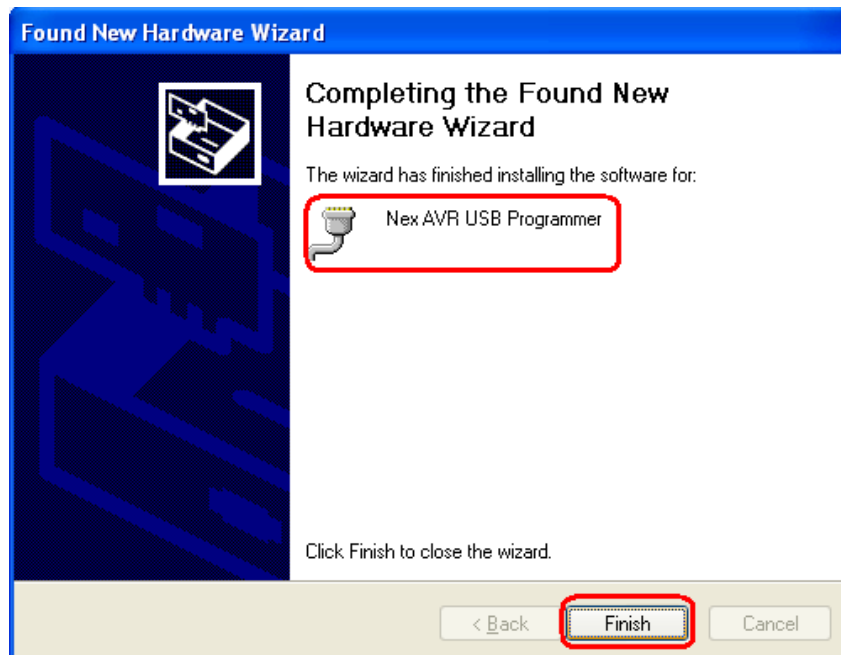 Found New Hardware Wizard
Completing the Found New
Hardware Wizard
The wizard has finished installing the software for:
Nex AVR USB Programmer
Click Finish to close the wizard.
< Back Finish Cancel